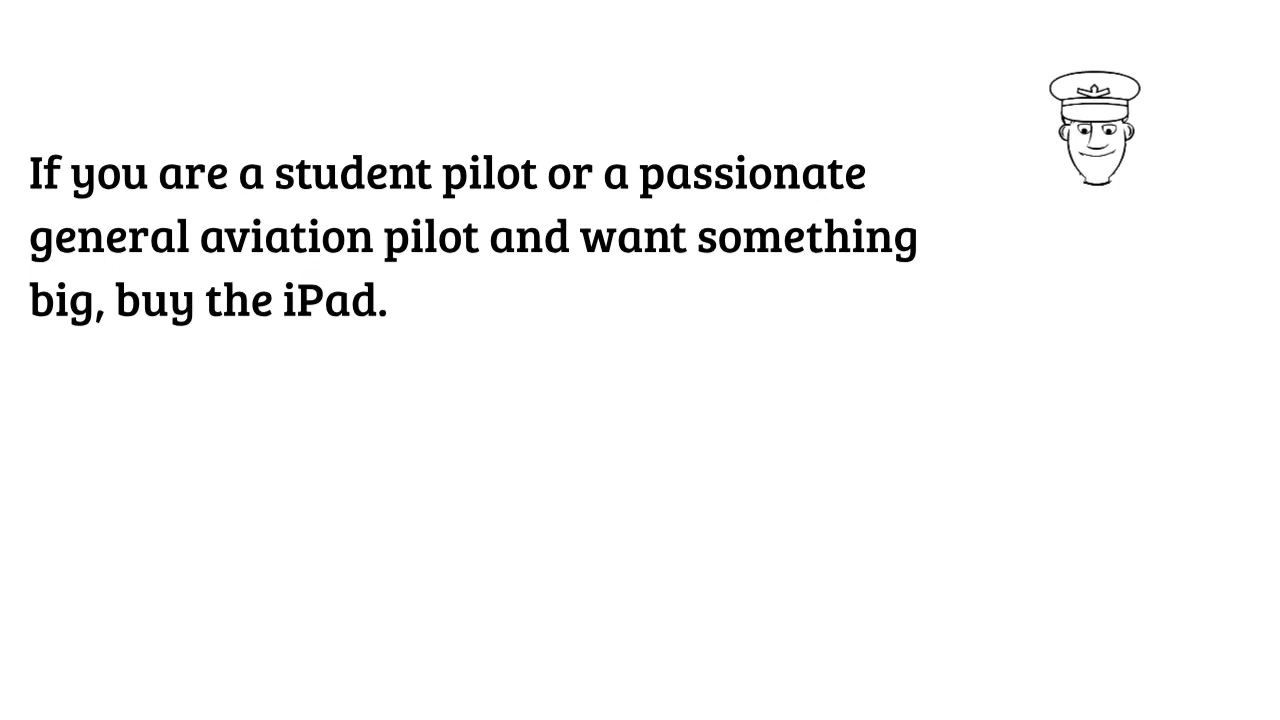 If you are a student pilot or a passionate
general aviation pilot and want something
big, buy the iPad.